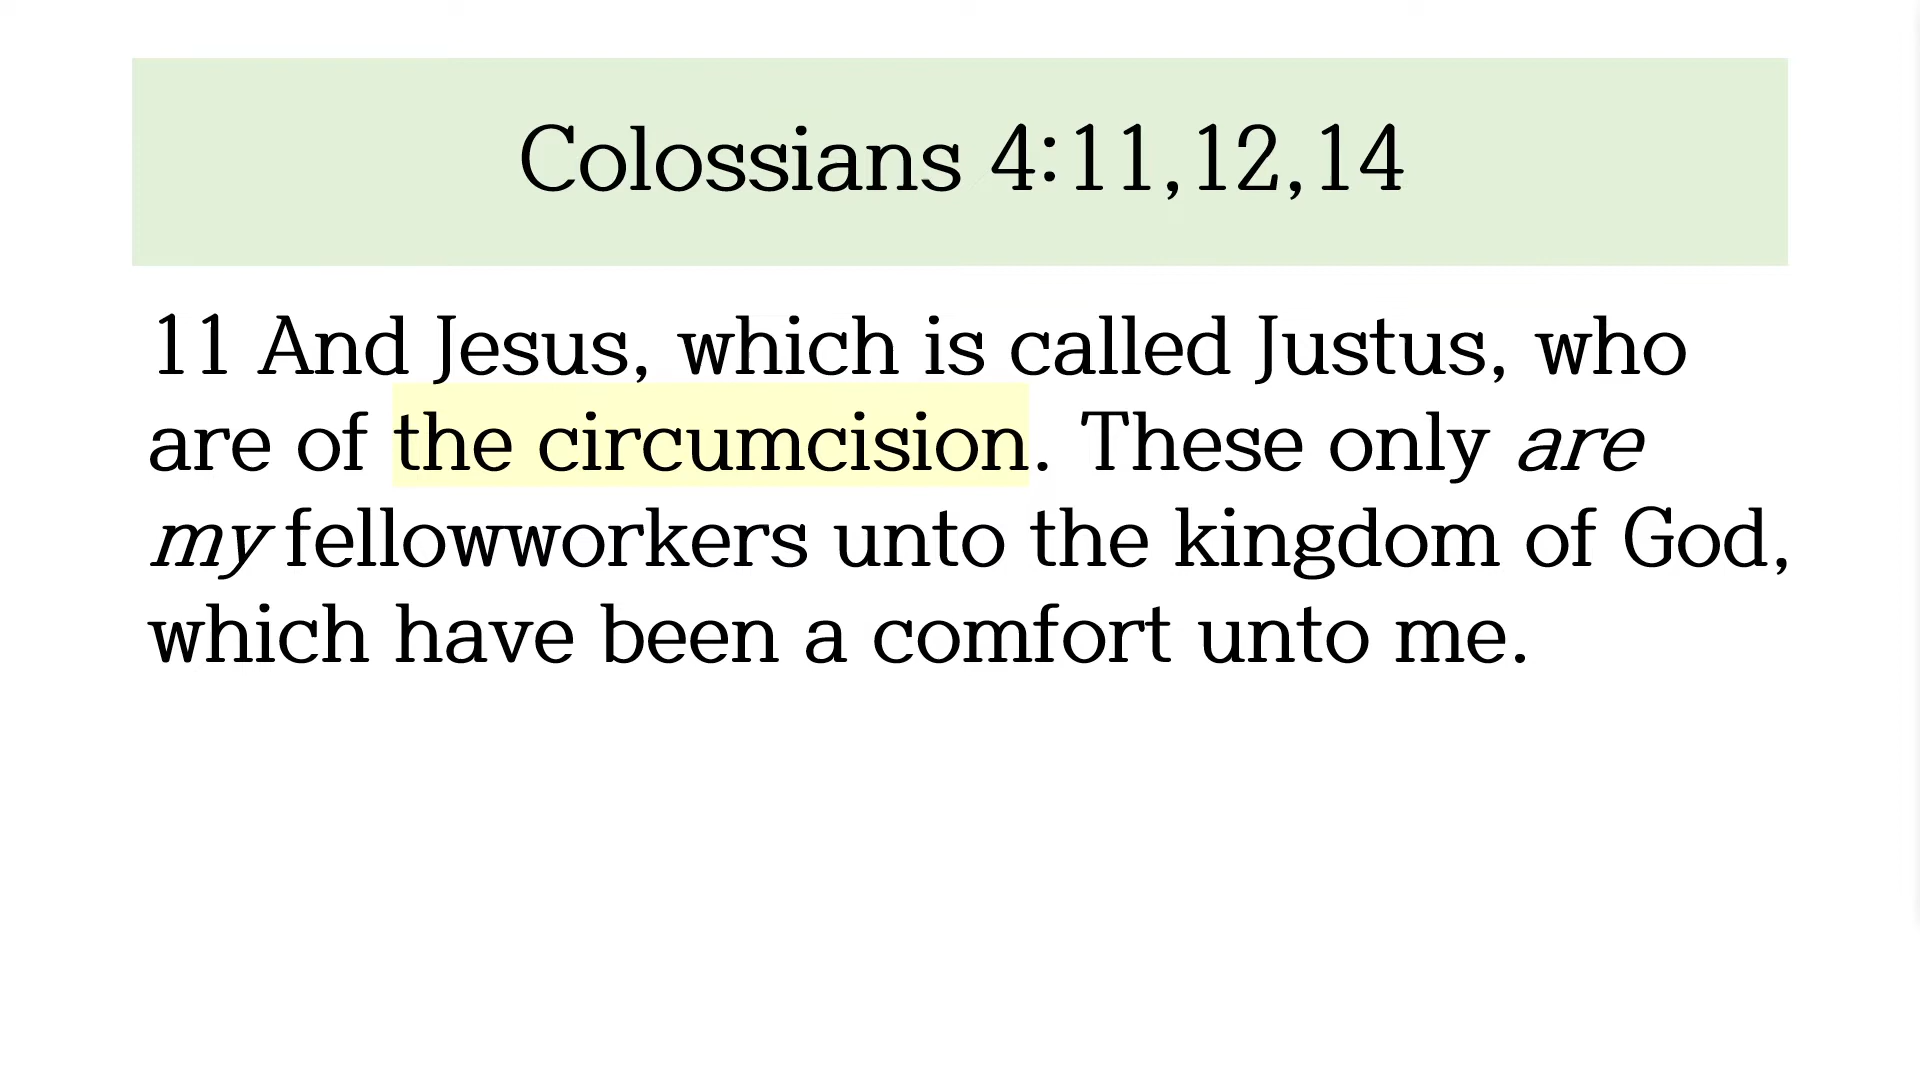 Colossians 4:11,12,14
11 And Jesus, which is called Justus, who
are of the circumcision. These only are
my fellowworkers unto the kingdom of God,
which have been a comfort unto me.